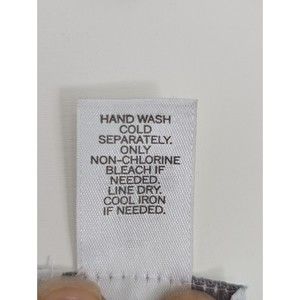 HAND WASH
COLD
SEPARATELY.
ONLY
NON-CHLORINE
BLEACH IF
NEEDED.
LINE DRY.
COOL IRON
IF NEEDED.